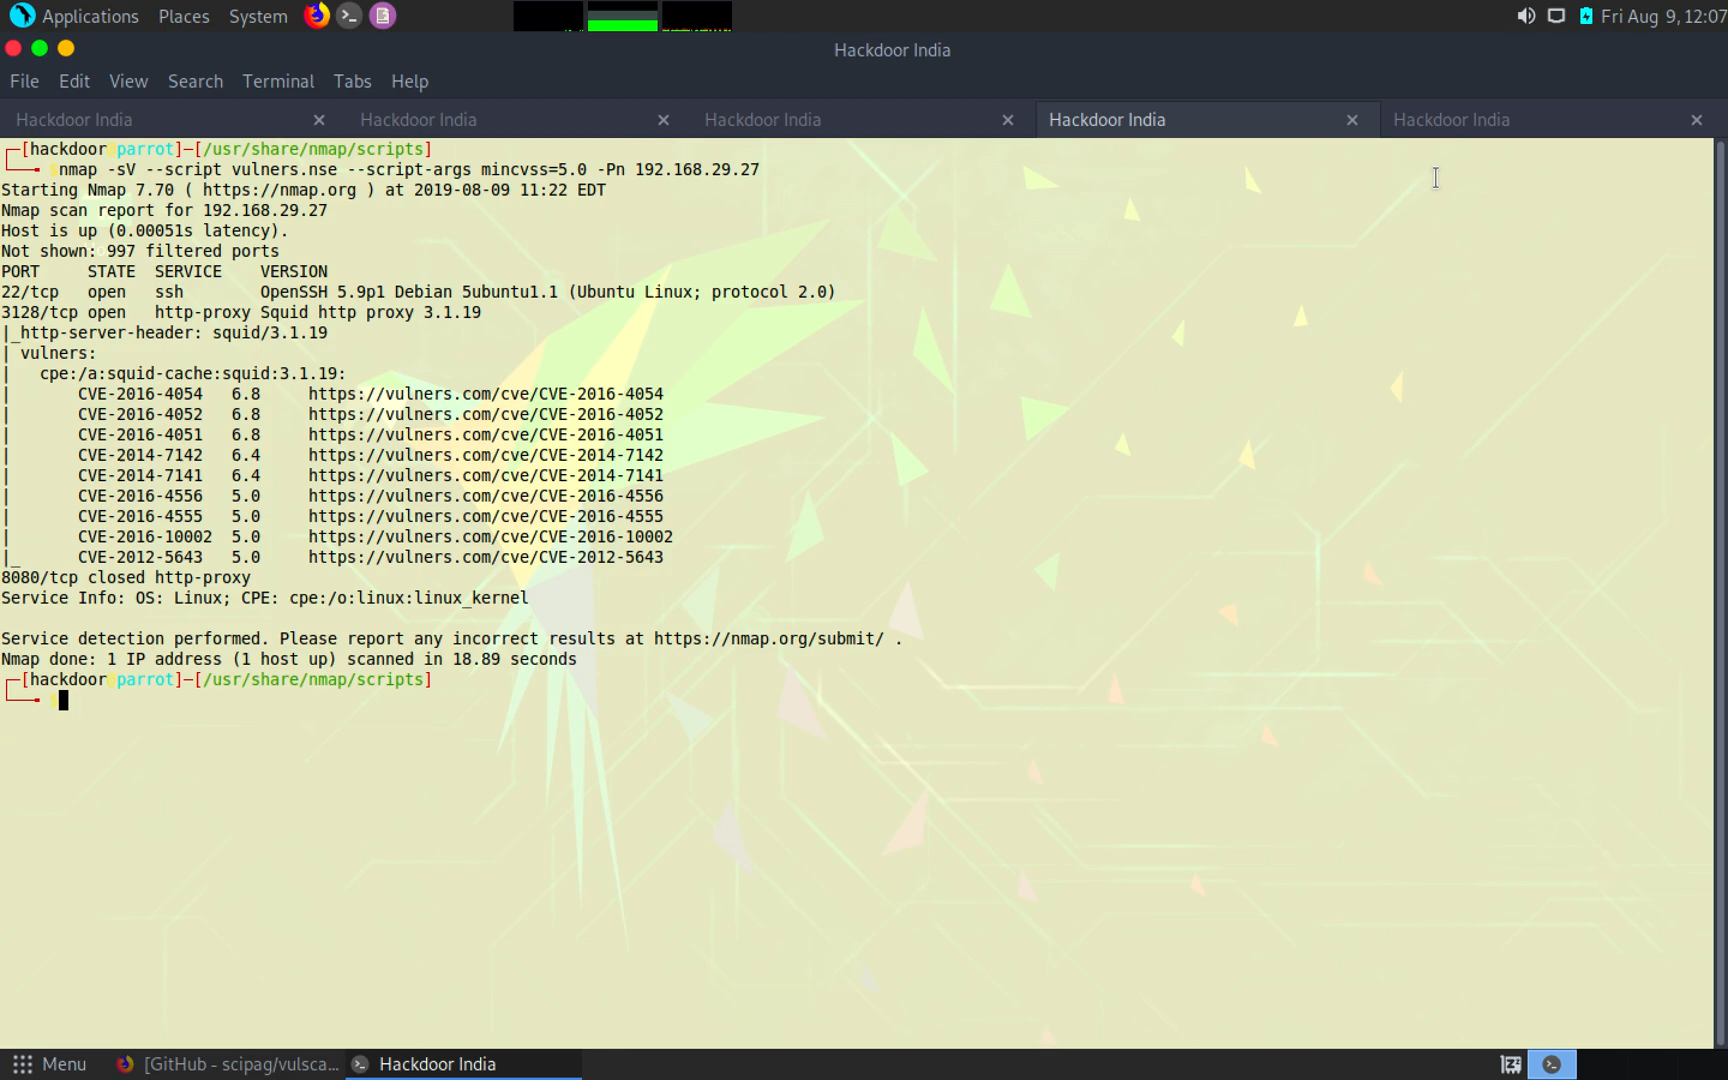 Applications Places System Fri Aug 9, 12:07
Hackdoor India
File Edit View Search Terminal Tabs Help
Hackdoor India × Hackdoor India × Hackdoor India × Hackdoor India × Hackdoor India ×
┌─[hackdoor@parrot]─[/usr/share/nmap/scripts]
└──╼ $nmap -sV --script vulners.nse --script-args mincvss=5.0 -Pn 192.168.29.27
Starting Nmap 7.70 ( https://nmap.org ) at 2019-08-09 11:22 EDT
Nmap scan report for 192.168.29.27
Host is up (0.00051s latency).
Not shown: 997 filtered ports
PORT     STATE  SERVICE    VERSION
22/tcp   open   ssh        OpenSSH 5.9p1 Debian 5ubuntu1.1 (Ubuntu Linux; protocol 2.0)
3128/tcp open   http-proxy Squid http proxy 3.1.19
|_http-server-header: squid/3.1.19
| vulners:
|   cpe:/a:squid-cache:squid:3.1.19:
|       CVE-2016-4054   6.8     https://vulners.com/cve/CVE-2016-4054
|       CVE-2016-4052   6.8     https://vulners.com/cve/CVE-2016-4052
|       CVE-2016-4051   6.8     https://vulners.com/cve/CVE-2016-4051
|       CVE-2014-7142   6.4     https://vulners.com/cve/CVE-2014-7142
|       CVE-2014-7141   6.4     https://vulners.com/cve/CVE-2014-7141
|       CVE-2016-4556   5.0     https://vulners.com/cve/CVE-2016-4556
|       CVE-2016-4555   5.0     https://vulners.com/cve/CVE-2016-4555
|       CVE-2016-10002  5.0     https://vulners.com/cve/CVE-2016-10002
|_      CVE-2012-5643   5.0     https://vulners.com/cve/CVE-2012-5643
8080/tcp closed http-proxy
Service Info: OS: Linux; CPE: cpe:/o:linux:linux_kernel
Service detection performed. Please report any incorrect results at https://nmap.org/submit/ .
Nmap done: 1 IP address (1 host up) scanned in 18.89 seconds
┌─[hackdoor@parrot]─[/usr/share/nmap/scripts]
└──╼ $
Menu [GitHub - scipag/vulsca... Hackdoor India